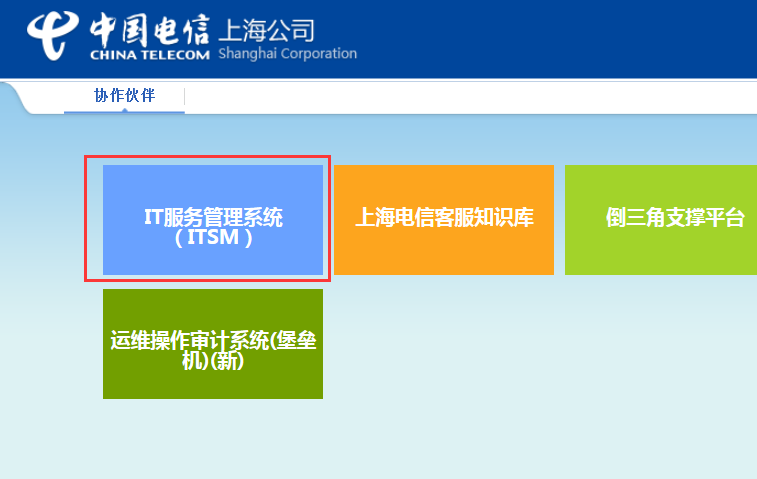 中国电信 上海公司
CHINA TELECOM Shanghai Corporation
协作伙伴
IT服务管理系统
（ITSM）
上海电信客服知识库
倒三角支撑平台
运维操作审计系统(堡垒
机)(新)